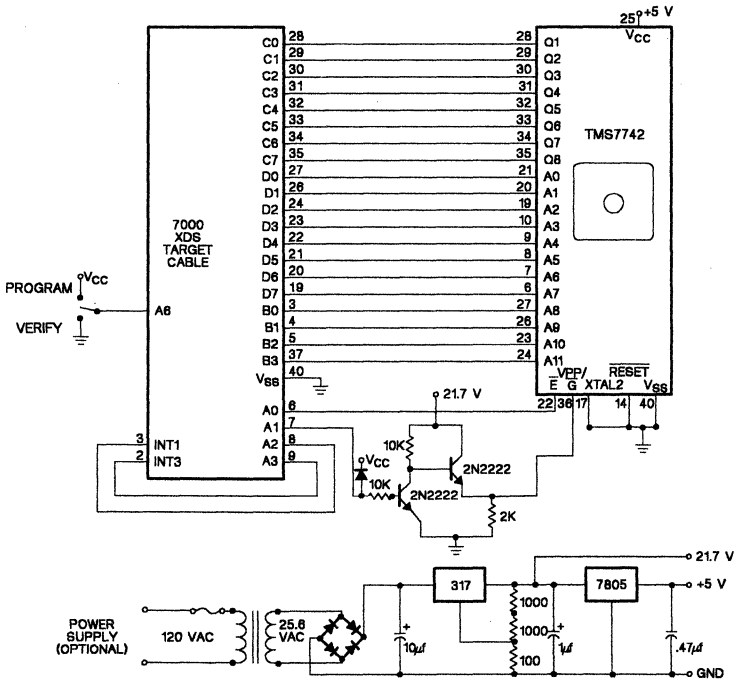 25 +5 V
VCC
C0 28 28 Q1
C1 29 29 Q2
C2 30 30 Q3
C3 31 31 Q4
C4 32 32 Q5
C5 33 33 Q6
C6 34 34 Q7
C7 35 35 Q8
D0 27 21 A0
D1 26 20 A1
D2 24 19 A2
D3 23 10 A3
D4 22 9 A4
D5 21 8 A5
D6 20 7 A6
D7 19 6 A7
B0 3 27 A8
B1 4 26 A9
B2 5 23 A10
B3 37 24 A11
VSS 40
A0 6
A1 7
3 INT1 A2 8
2 INT3 A3 9
TMS7742
7000
XDS
TARGET
CABLE
VCC
PROGRAM
A6
VERIFY
VPP/ RESET
E G XTAL2 VSS
22 36 17 14 40
21.7 V
10K
VCC
2N2222
10K
2N2222
2K
21.7 V
317 7805 +5 V
POWER
SUPPLY
(OPTIONAL)
120 VAC
25.6
VAC
+
10µf
1000
1000
100
+
1µf
.47µf
GND